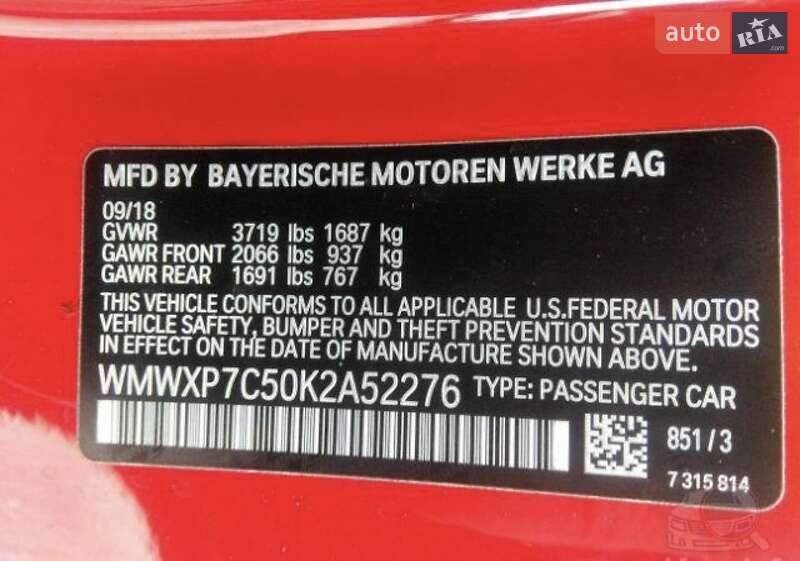 auto RIA.com
MFD BY BAYERISCHE MOTOREN WERKE AG
09/18
GVWR 3719 lbs 1687 kg
GAWR FRONT 2066 lbs 937 kg
GAWR REAR 1691 lbs 767 kg
THIS VEHICLE CONFORMS TO ALL APPLICABLE U.S.FEDERAL MOTOR
VEHICLE SAFETY, BUMPER AND THEFT PREVENTION STANDARDS
IN EFFECT ON THE DATE OF MANUFACTURE SHOWN ABOVE.
WMWXP7C50K2A52276 TYPE: PASSENGER CAR
851 / 3
7 315 814